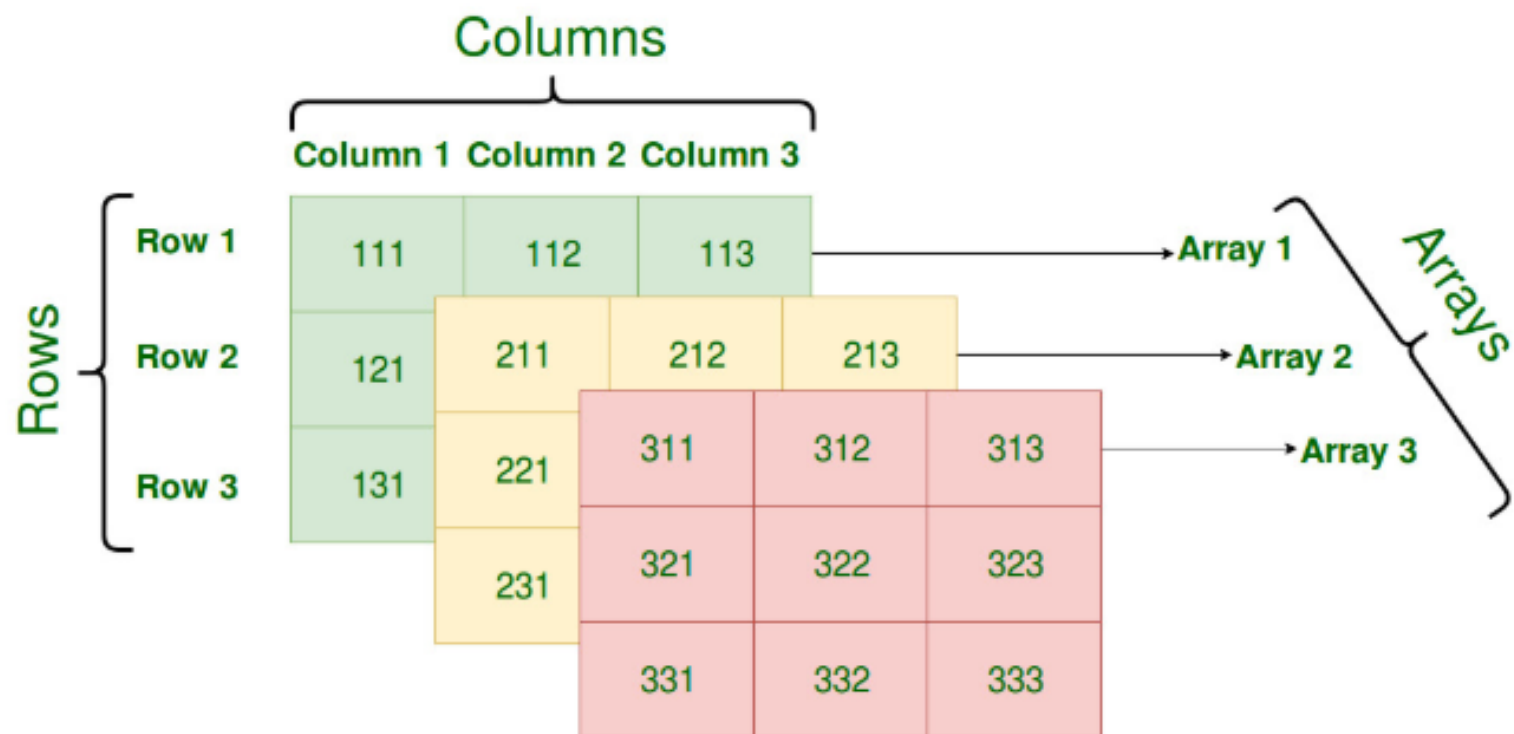 Columns
Column 1 Column 2 Column 3
Rows
Row 1
111 112 113
Array 1
Arrays
Row 2
121
211 212 213
Array 2
Row 3
131
221
311 312 313
Array 3
231
321 322 323
331 332 333